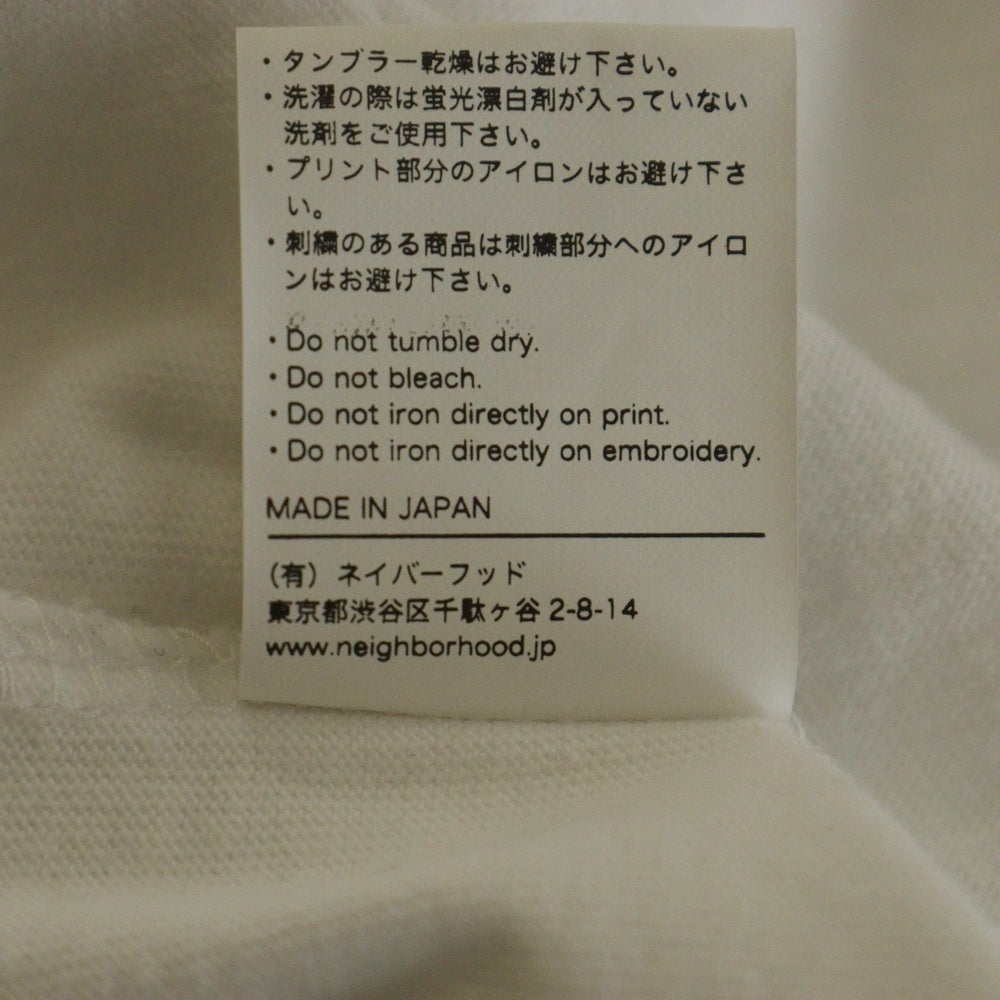 ・タンブラー乾燥はお避け下さい。
・洗濯の際は蛍光漂白剤が入っていない
洗剤をご使用下さい。
・プリント部分のアイロンはお避け下さ
い。
・刺繍のある商品は刺繍部分へのアイロ
ンはお避け下さい。
・Do not tumble dry.
・Do not bleach.
・Do not iron directly on print.
・Do not iron directly on embroidery.
MADE IN JAPAN
(有) ネイバーフッド
東京都渋谷区千駄ヶ谷 2-8-14
www.neighborhood.jp